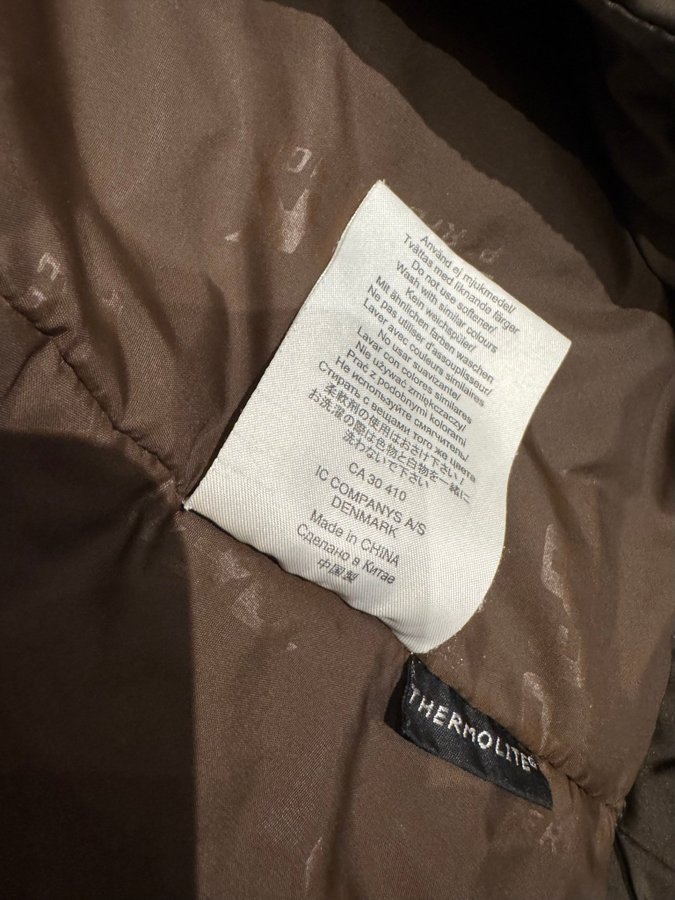 Använd ej mjukmedel/
Tvättas med liknande färger
Do not use softener/
Wash with similar colours
Kein weichspüler/
Mit ähnlichen farben waschen
Ne pas utiliser d'assouplisseur/
Laver avec couleurs similaires
No usar suavizante/
Lavar con colores similares
Nie używać zmiękczaczy/
Prać z podobnymi kolorami
Не используйте смягчитель/
Стирать с вещами того же цвета
柔軟剤の使用はおさけ下さい/
お洗濯の際は色物と白物を一緒に
洗わないで下さい
CA 30 410
IC COMPANYS A/S
DENMARK
Made in CHINA
Сделано в Китае
中国製
THERMOLITE®